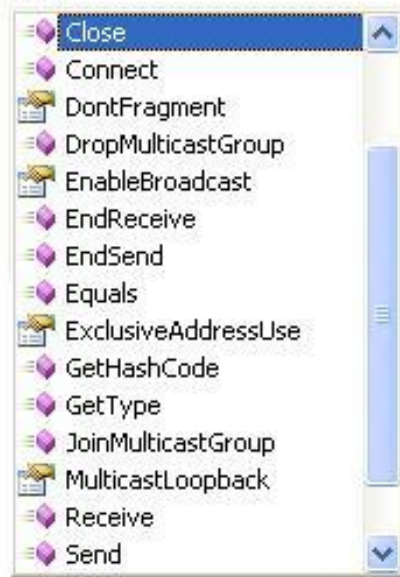 Close
Connect
DontFragment
DropMulticastGroup
EnableBroadcast
EndReceive
EndSend
Equals
ExclusiveAddressUse
GetHashCode
GetType
JoinMulticastGroup
MulticastLoopback
Receive
Send